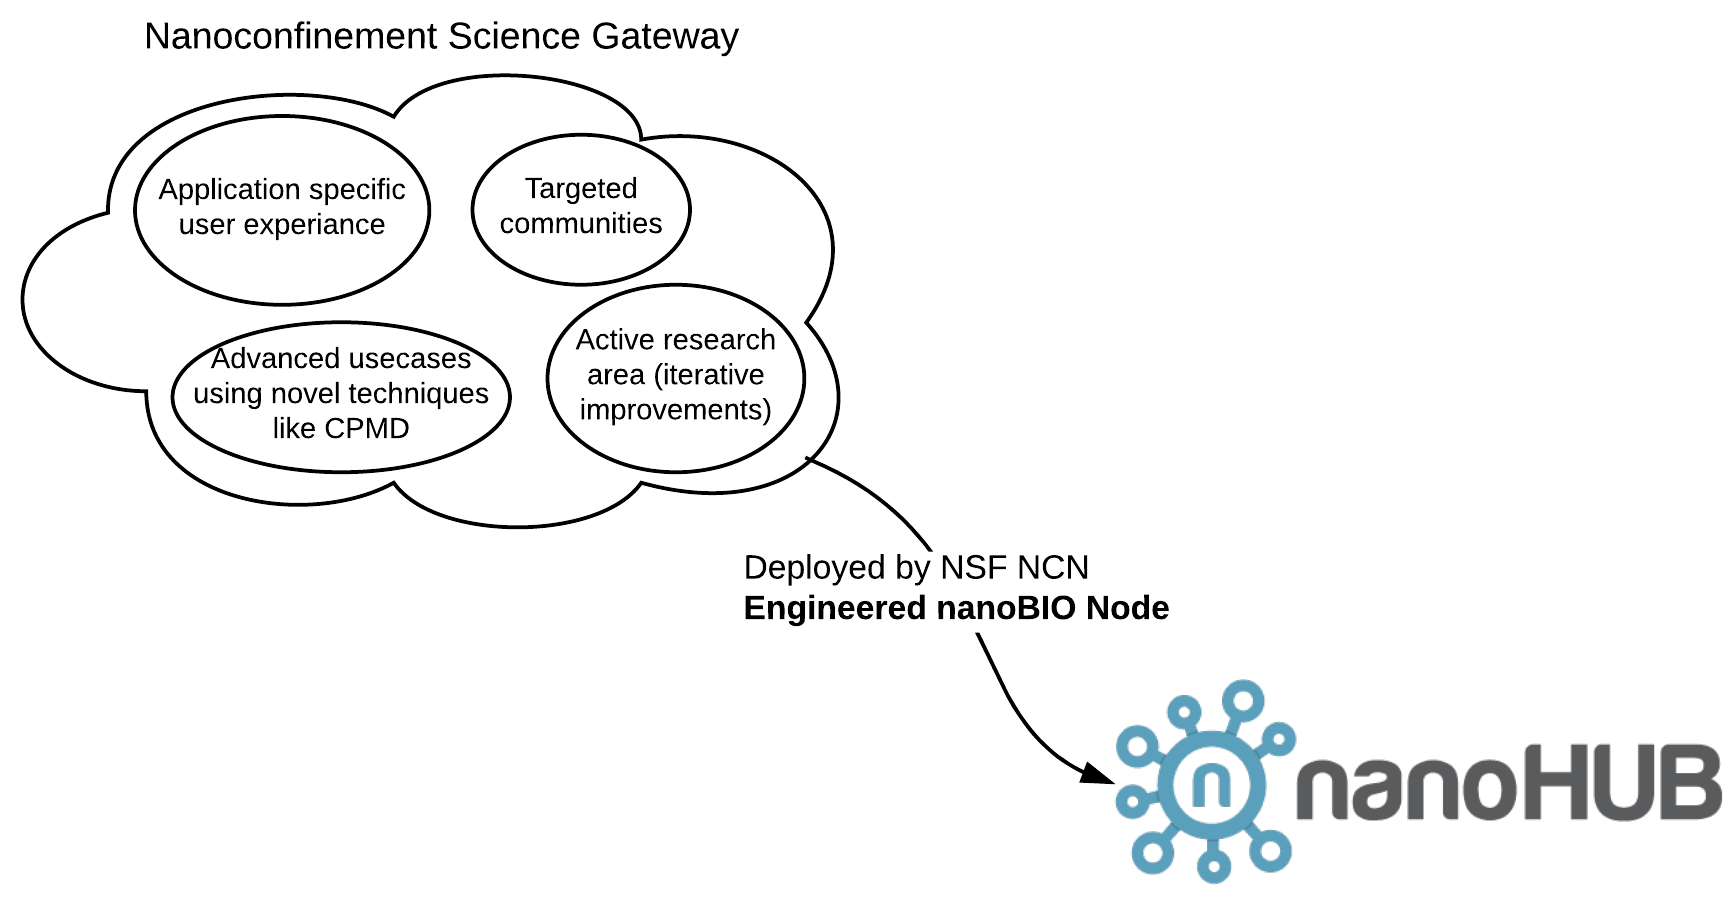 Nanoconfinement Science Gateway
Application specific
user experiance
Targeted
communities
Advanced usecases
using novel techniques
like CPMD
Active research
area (iterative
improvements)
Deployed by NSF NCN
Engineered nanoBIO Node
n nanoHUB